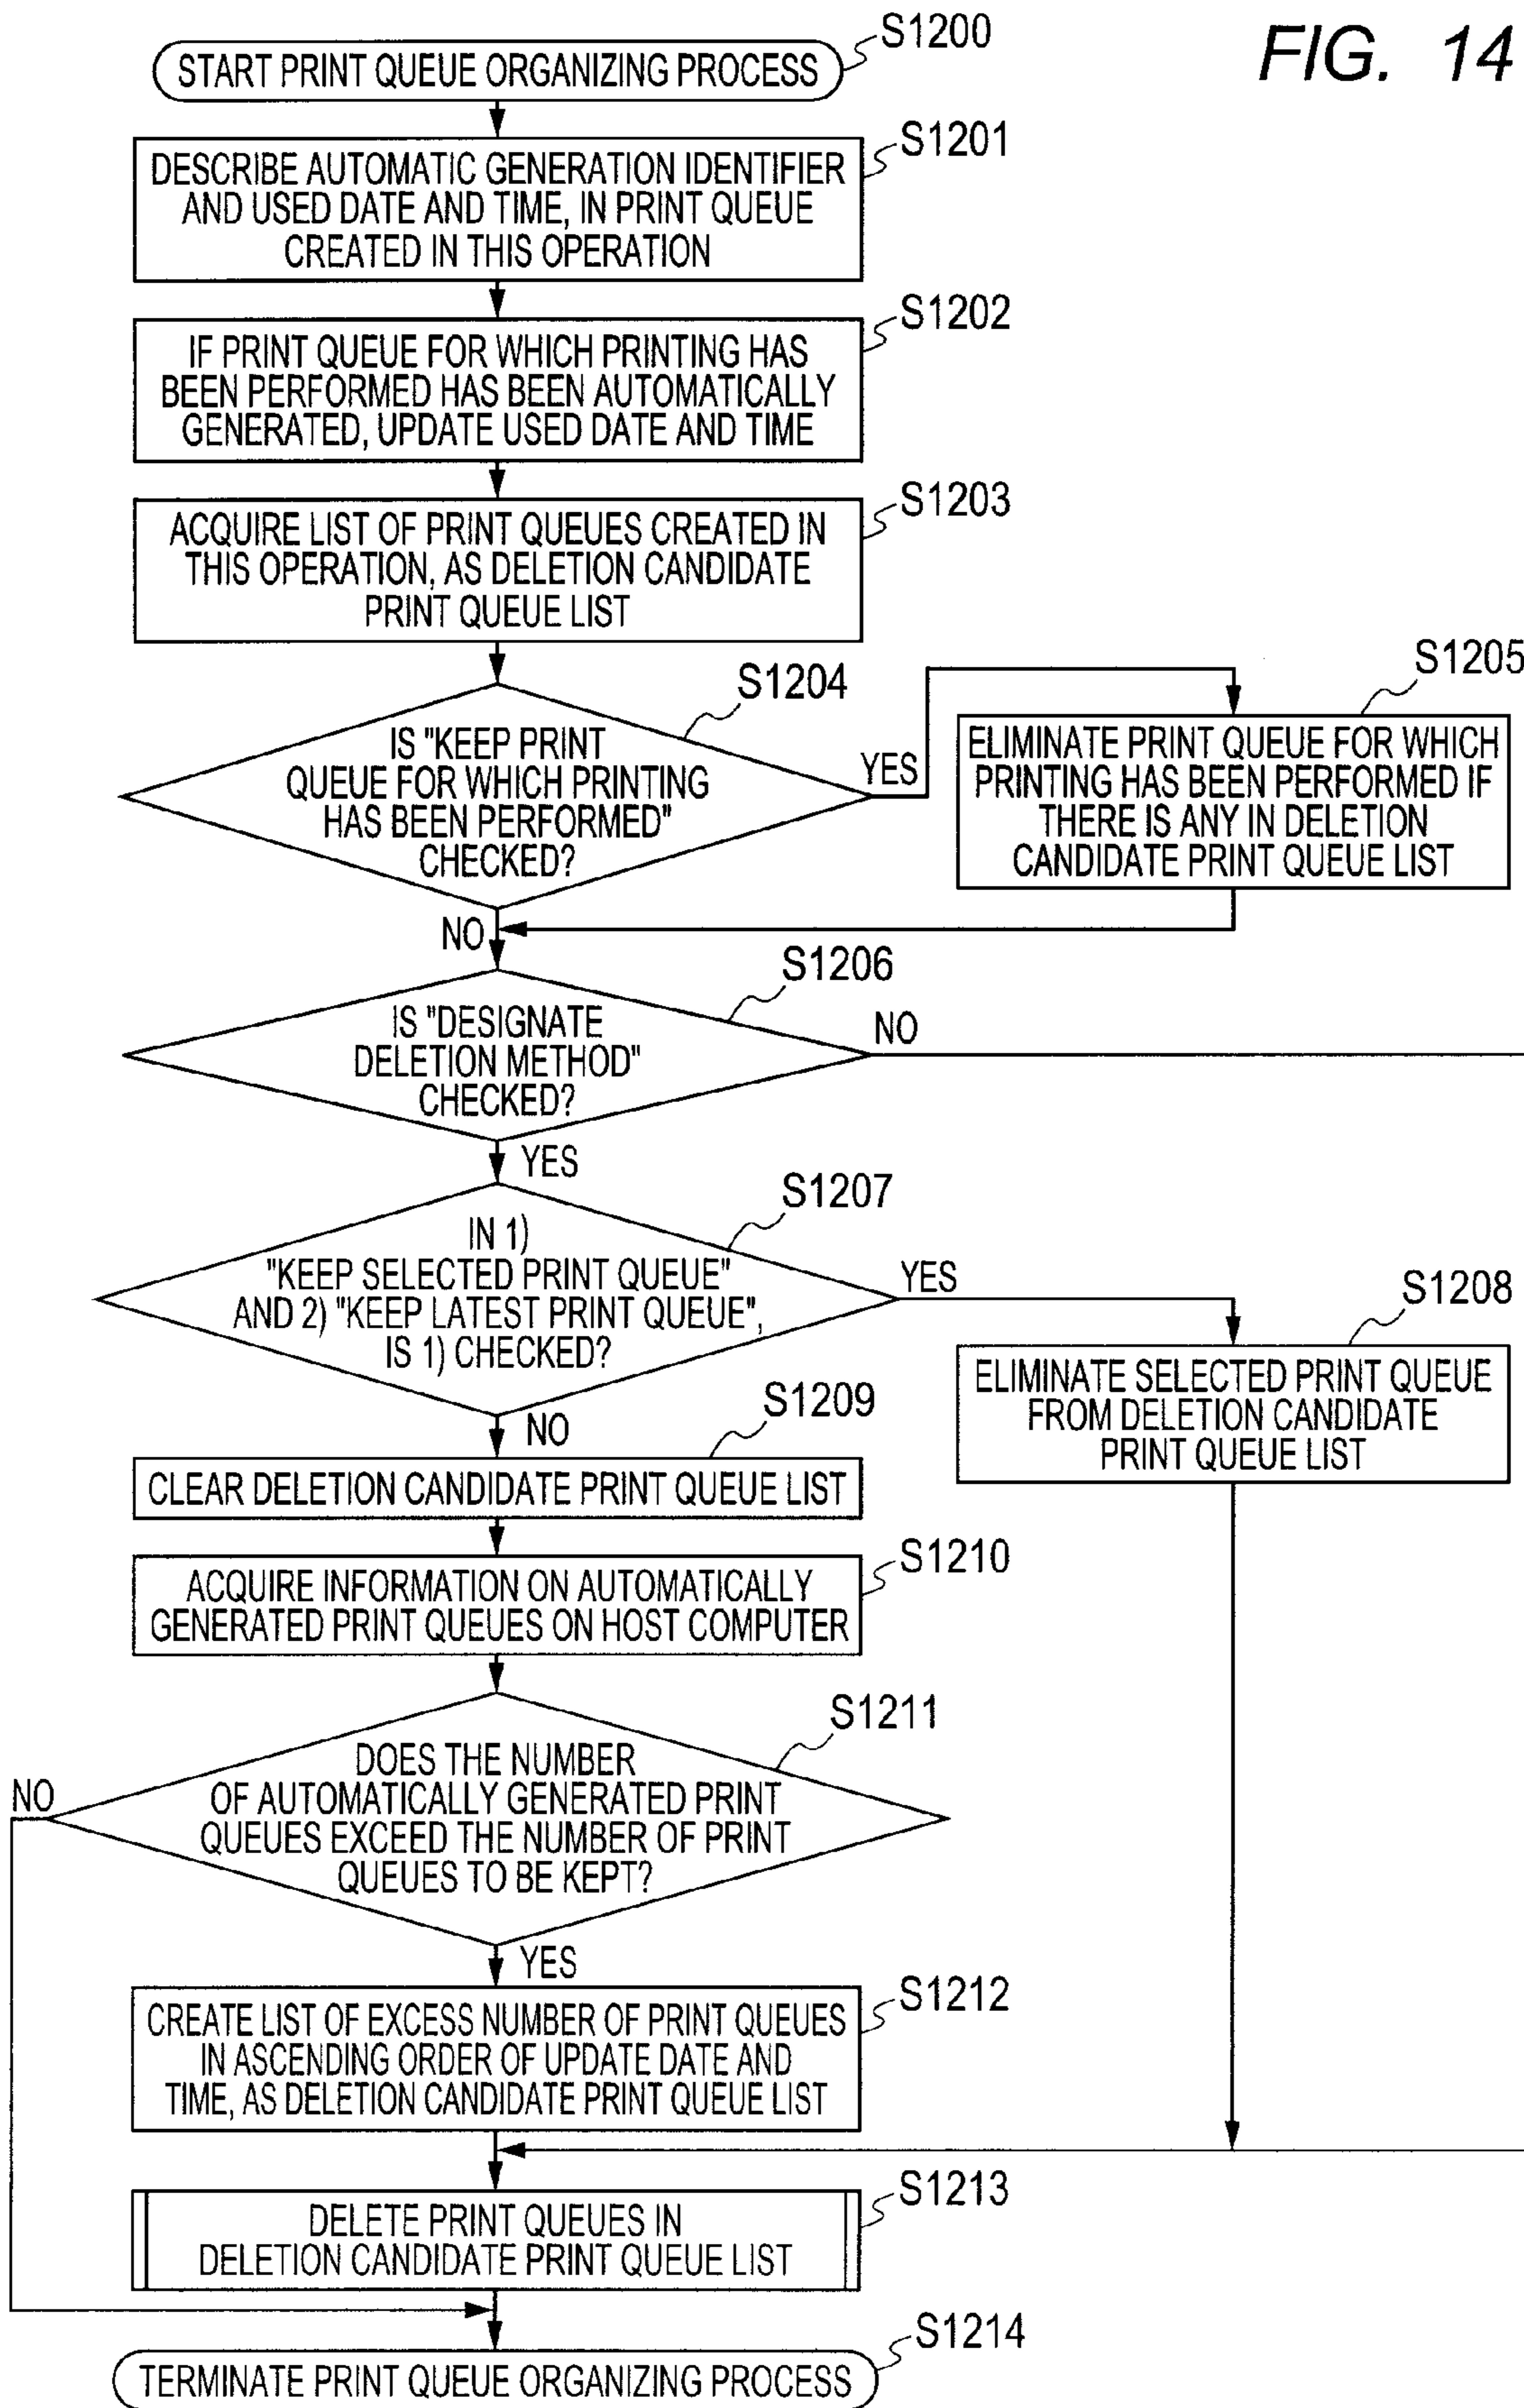 FIG. 14
S1200
START PRINT QUEUE ORGANIZING PROCESS
S1201
DESCRIBE AUTOMATIC GENERATION IDENTIFIER
AND USED DATE AND TIME, IN PRINT QUEUE
CREATED IN THIS OPERATION
S1202
IF PRINT QUEUE FOR WHICH PRINTING HAS
BEEN PERFORMED HAS BEEN AUTOMATICALLY
GENERATED, UPDATE USED DATE AND TIME
S1203
ACQUIRE LIST OF PRINT QUEUES CREATED IN
THIS OPERATION, AS DELETION CANDIDATE
PRINT QUEUE LIST
S1204
IS "KEEP PRINT
QUEUE FOR WHICH PRINTING
HAS BEEN PERFORMED"
CHECKED?
YES
S1205
ELIMINATE PRINT QUEUE FOR WHICH
PRINTING HAS BEEN PERFORMED IF
THERE IS ANY IN DELETION
CANDIDATE PRINT QUEUE LIST
NO
S1206
IS "DESIGNATE
DELETION METHOD"
CHECKED?
NO
YES
S1207
IN 1)
"KEEP SELECTED PRINT QUEUE"
AND 2) "KEEP LATEST PRINT QUEUE",
IS 1) CHECKED?
YES
S1208
ELIMINATE SELECTED PRINT QUEUE
FROM DELETION CANDIDATE
PRINT QUEUE LIST
NO
S1209
CLEAR DELETION CANDIDATE PRINT QUEUE LIST
S1210
ACQUIRE INFORMATION ON AUTOMATICALLY
GENERATED PRINT QUEUES ON HOST COMPUTER
S1211
DOES THE NUMBER
OF AUTOMATICALLY GENERATED PRINT
QUEUES EXCEED THE NUMBER OF PRINT
QUEUES TO BE KEPT?
NO
YES
S1212
CREATE LIST OF EXCESS NUMBER OF PRINT QUEUES
IN ASCENDING ORDER OF UPDATE DATE AND
TIME, AS DELETION CANDIDATE PRINT QUEUE LIST
S1213
DELETE PRINT QUEUES IN
DELETION CANDIDATE PRINT QUEUE LIST
S1214
TERMINATE PRINT QUEUE ORGANIZING PROCESS